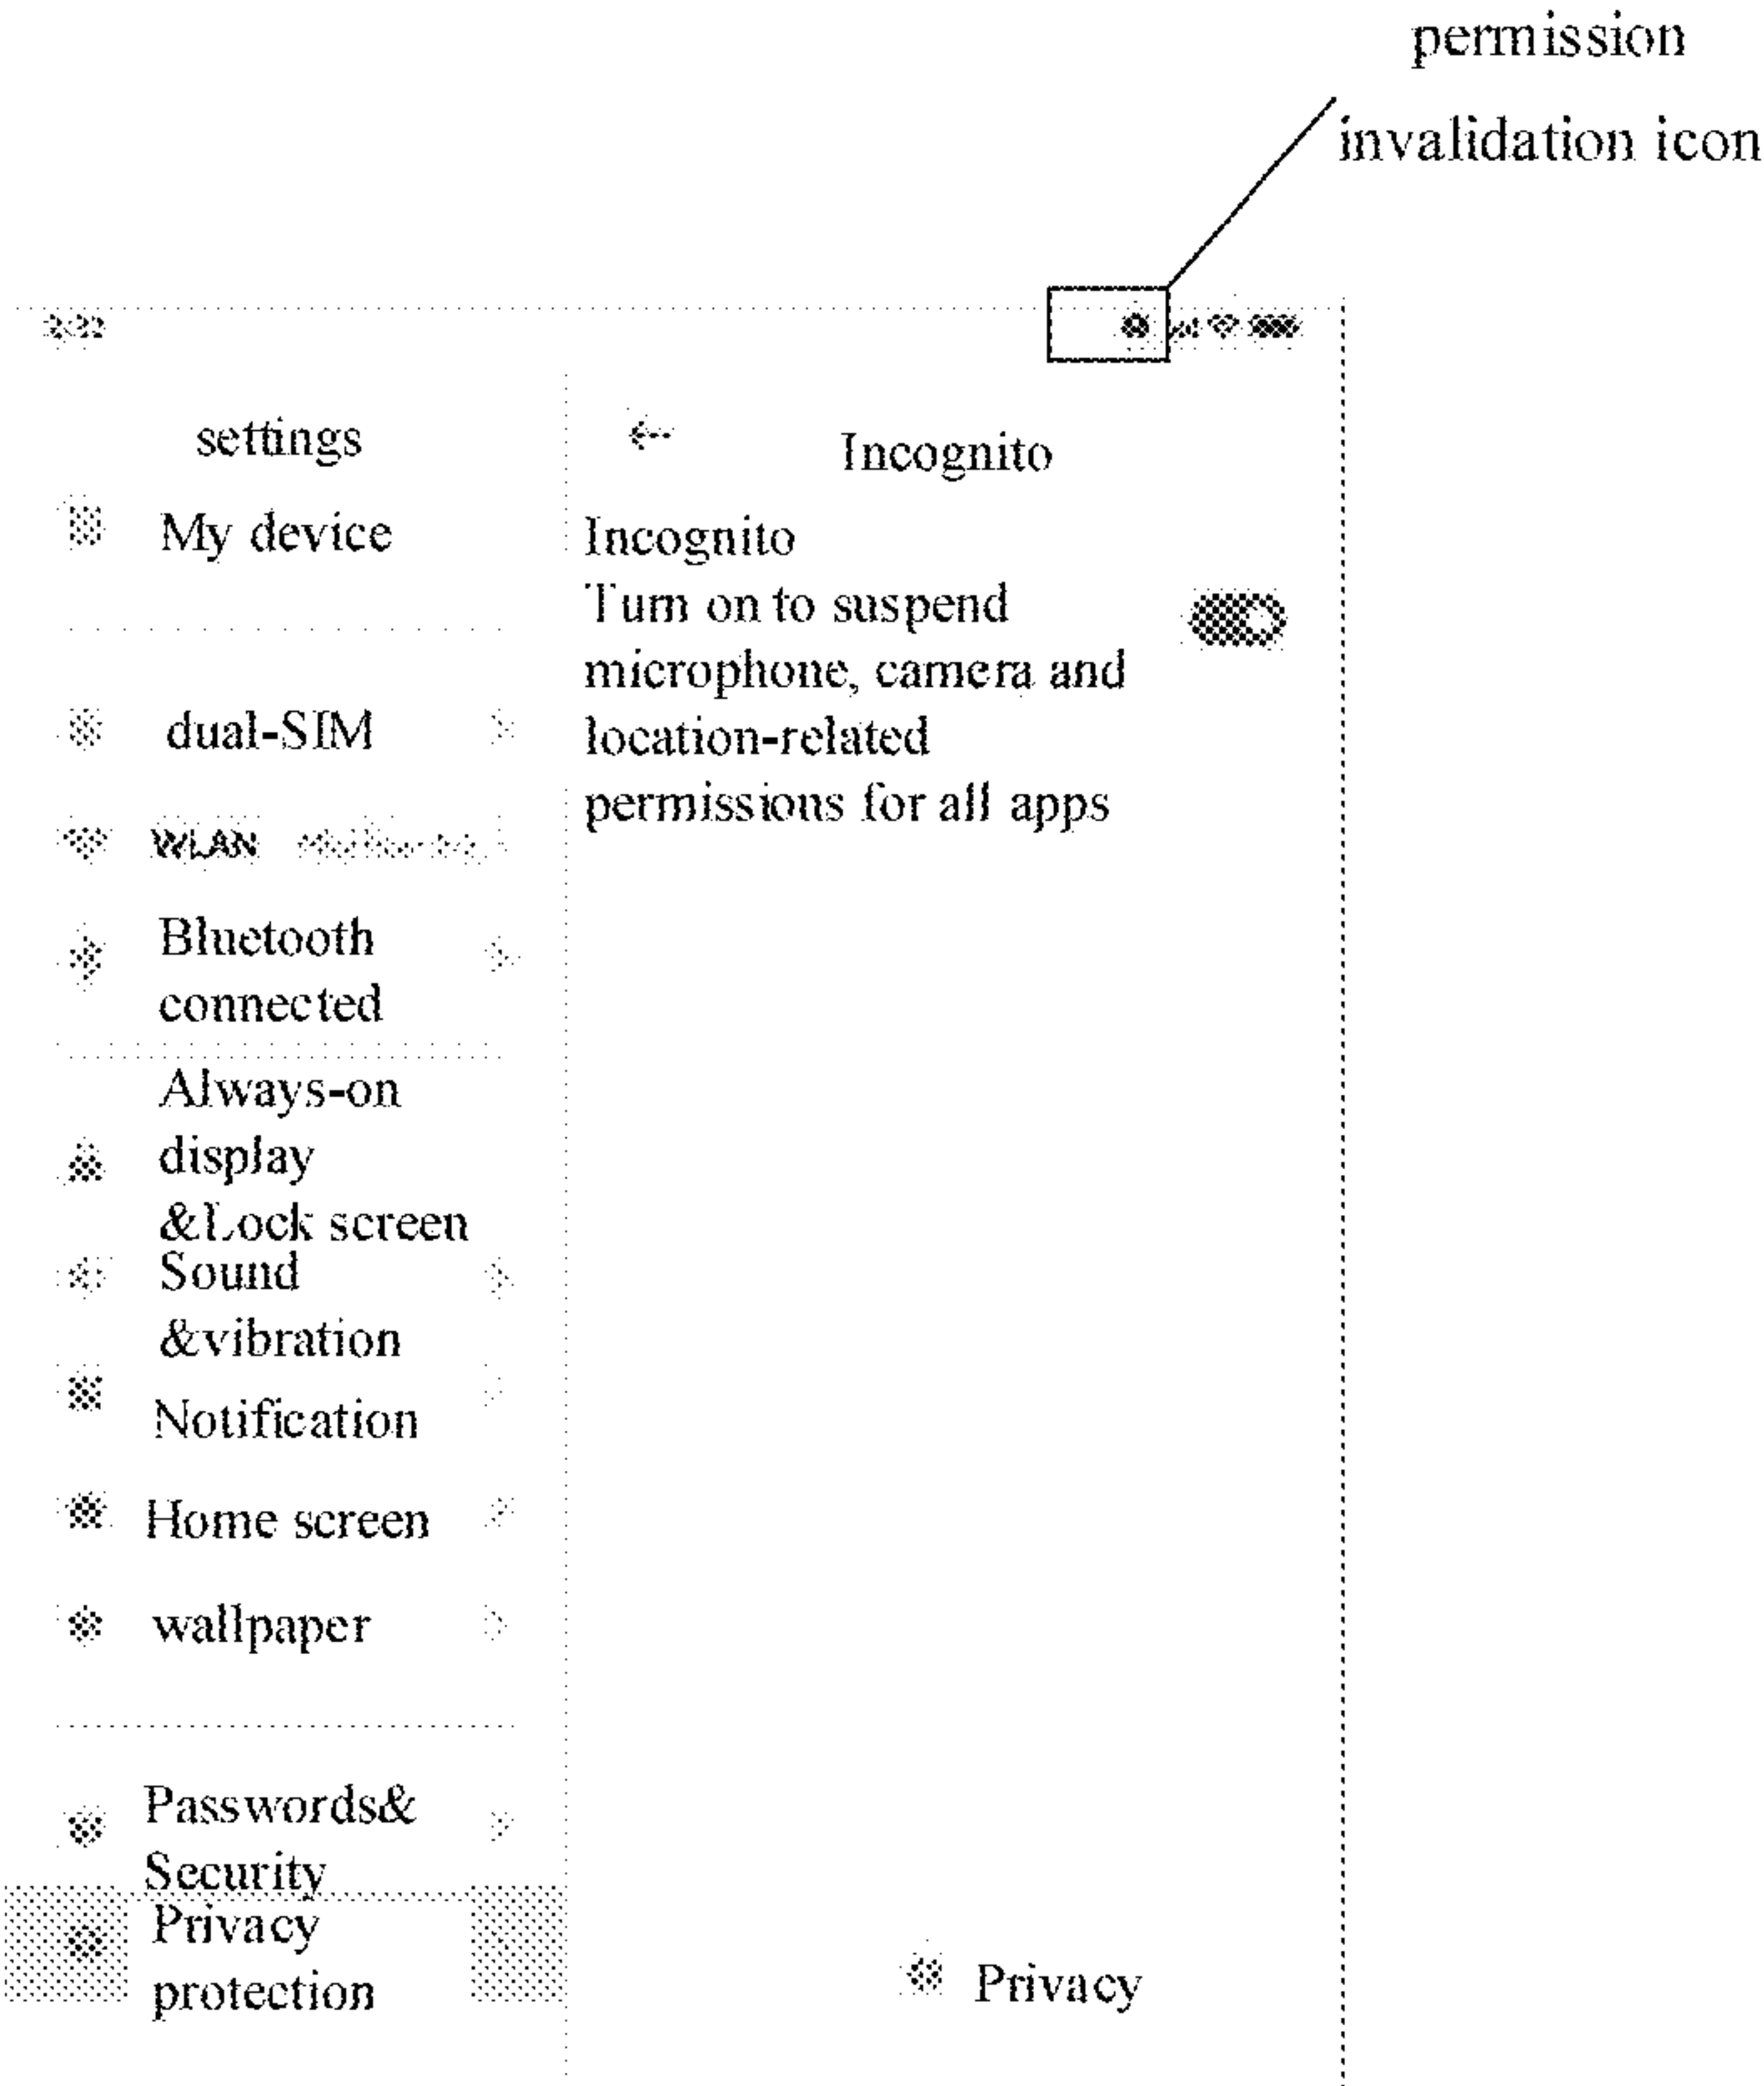 permission
invalidation icon
settings
My device
dual-SIM
WLAN
Bluetooth
connected
Always-on
display
&Lock screen
Sound
&vibration
Notification
Home screen
wallpaper
Passwords&
Security
Privacy
protection
Incognito
Incognito
Turn on to suspend
microphone, camera and
location-related
permissions for all apps
Privacy